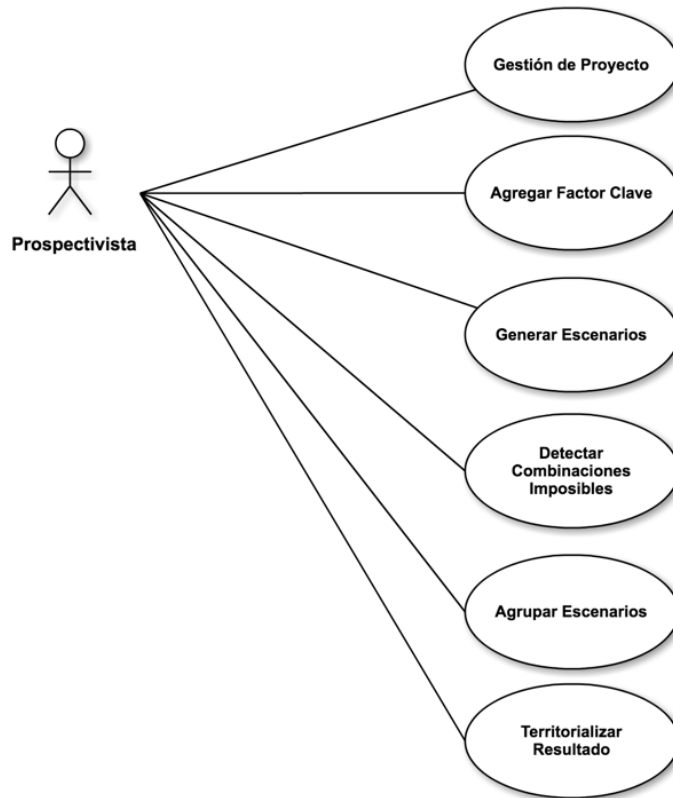 Gestión de Proyecto
Prospectivista
Agregar Factor Clave
Generar Escenarios
Detectar
Combinaciones
Imposibles
Agrupar Escenarios
Territorializar
Resultado